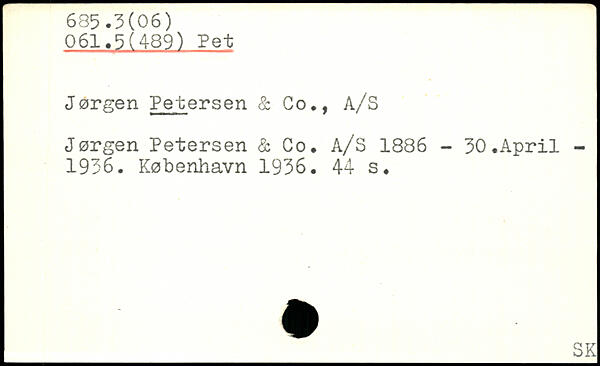 685.3(06)
061.5(489) Pet
Jørgen Petersen & Co., A/S
Jørgen Petersen & Co. A/S 1886 - 30.April -
1936. København 1936. 44 s.
SK